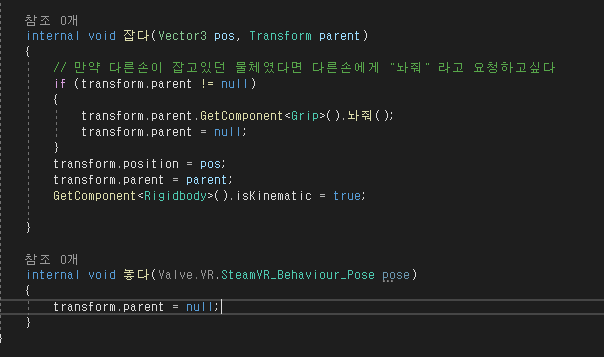 참조 0개
internal void 잡다(Vector3 pos, Transform parent)
{
// 만약 다른손이 잡고있던 물체였다면 다른손에게 "놔줘" 라고 요청하고싶다
if (transform.parent != null)
{
transform.parent.GetComponent<Grip>().놔줘();
transform.parent = null;
}
transform.position = pos;
transform.parent = parent;
GetComponent<Rigidbody>().isKinematic = true;
}
참조 0개
internal void 놓다(Valve.VR.SteamVR_Behaviour_Pose pose)
{
transform.parent = null;
}
}